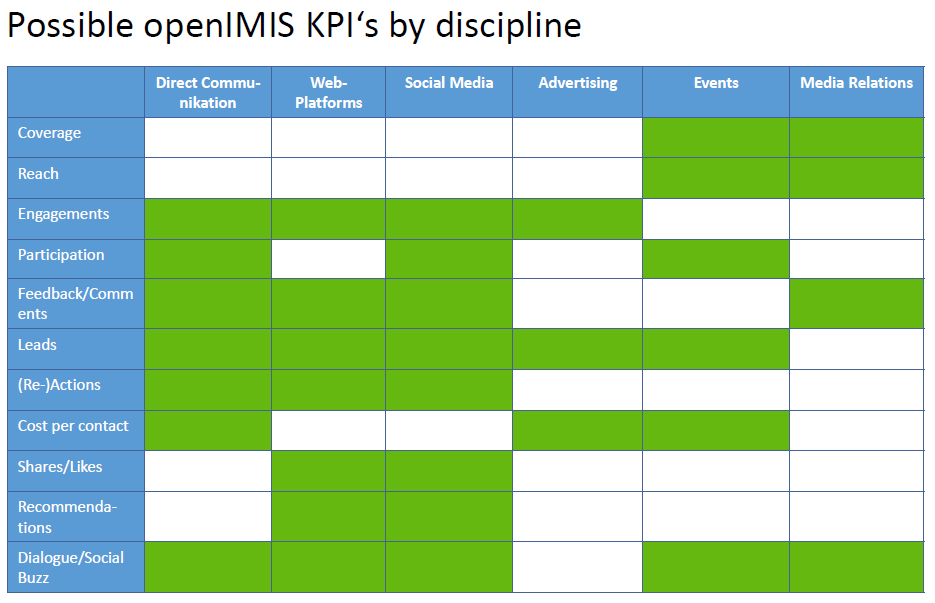 Possible openIMIS KPI‘s by discipline
Direct Commu-
nikation
Web-
Platforms
Social Media
Advertising
Events
Media Relations
Coverage
Reach
Engagements
Participation
Feedback/Comm
ents
Leads
(Re-)Actions
Cost per contact
Shares/Likes
Recommenda-
tions
Dialogue/Social
Buzz